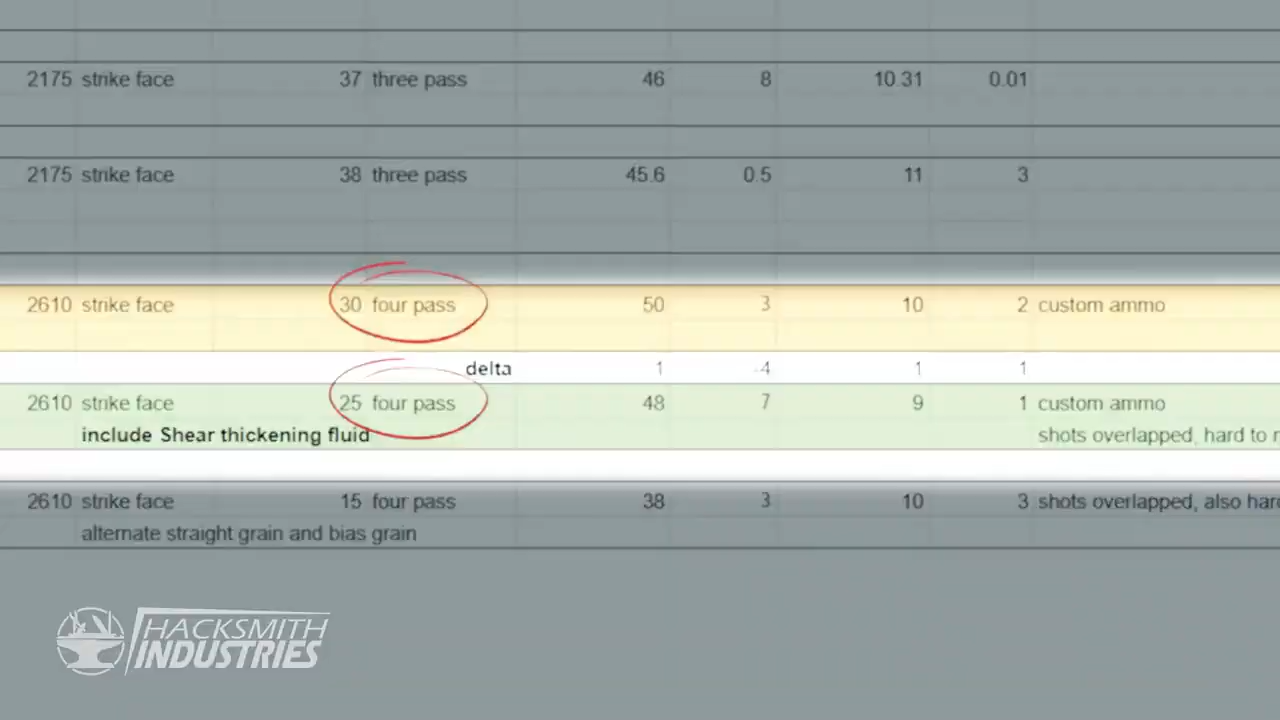 2175 strike face 37 three pass 46 8 10.31 0.01
2175 strike face 38 three pass 45.6 0.5 11 3
2610 strike face 30 four pass 50 3 10 2 custom ammo
delta 1 -4 1 1
2610 strike face 25 four pass 48 7 9 1 custom ammo
include Shear thickening fluid shots overlapped, hard to
2610 strike face 15 four pass 38 3 10 3 shots overlapped, also
alternate straight grain and bias grain
HACKSMITH
INDUSTRIES